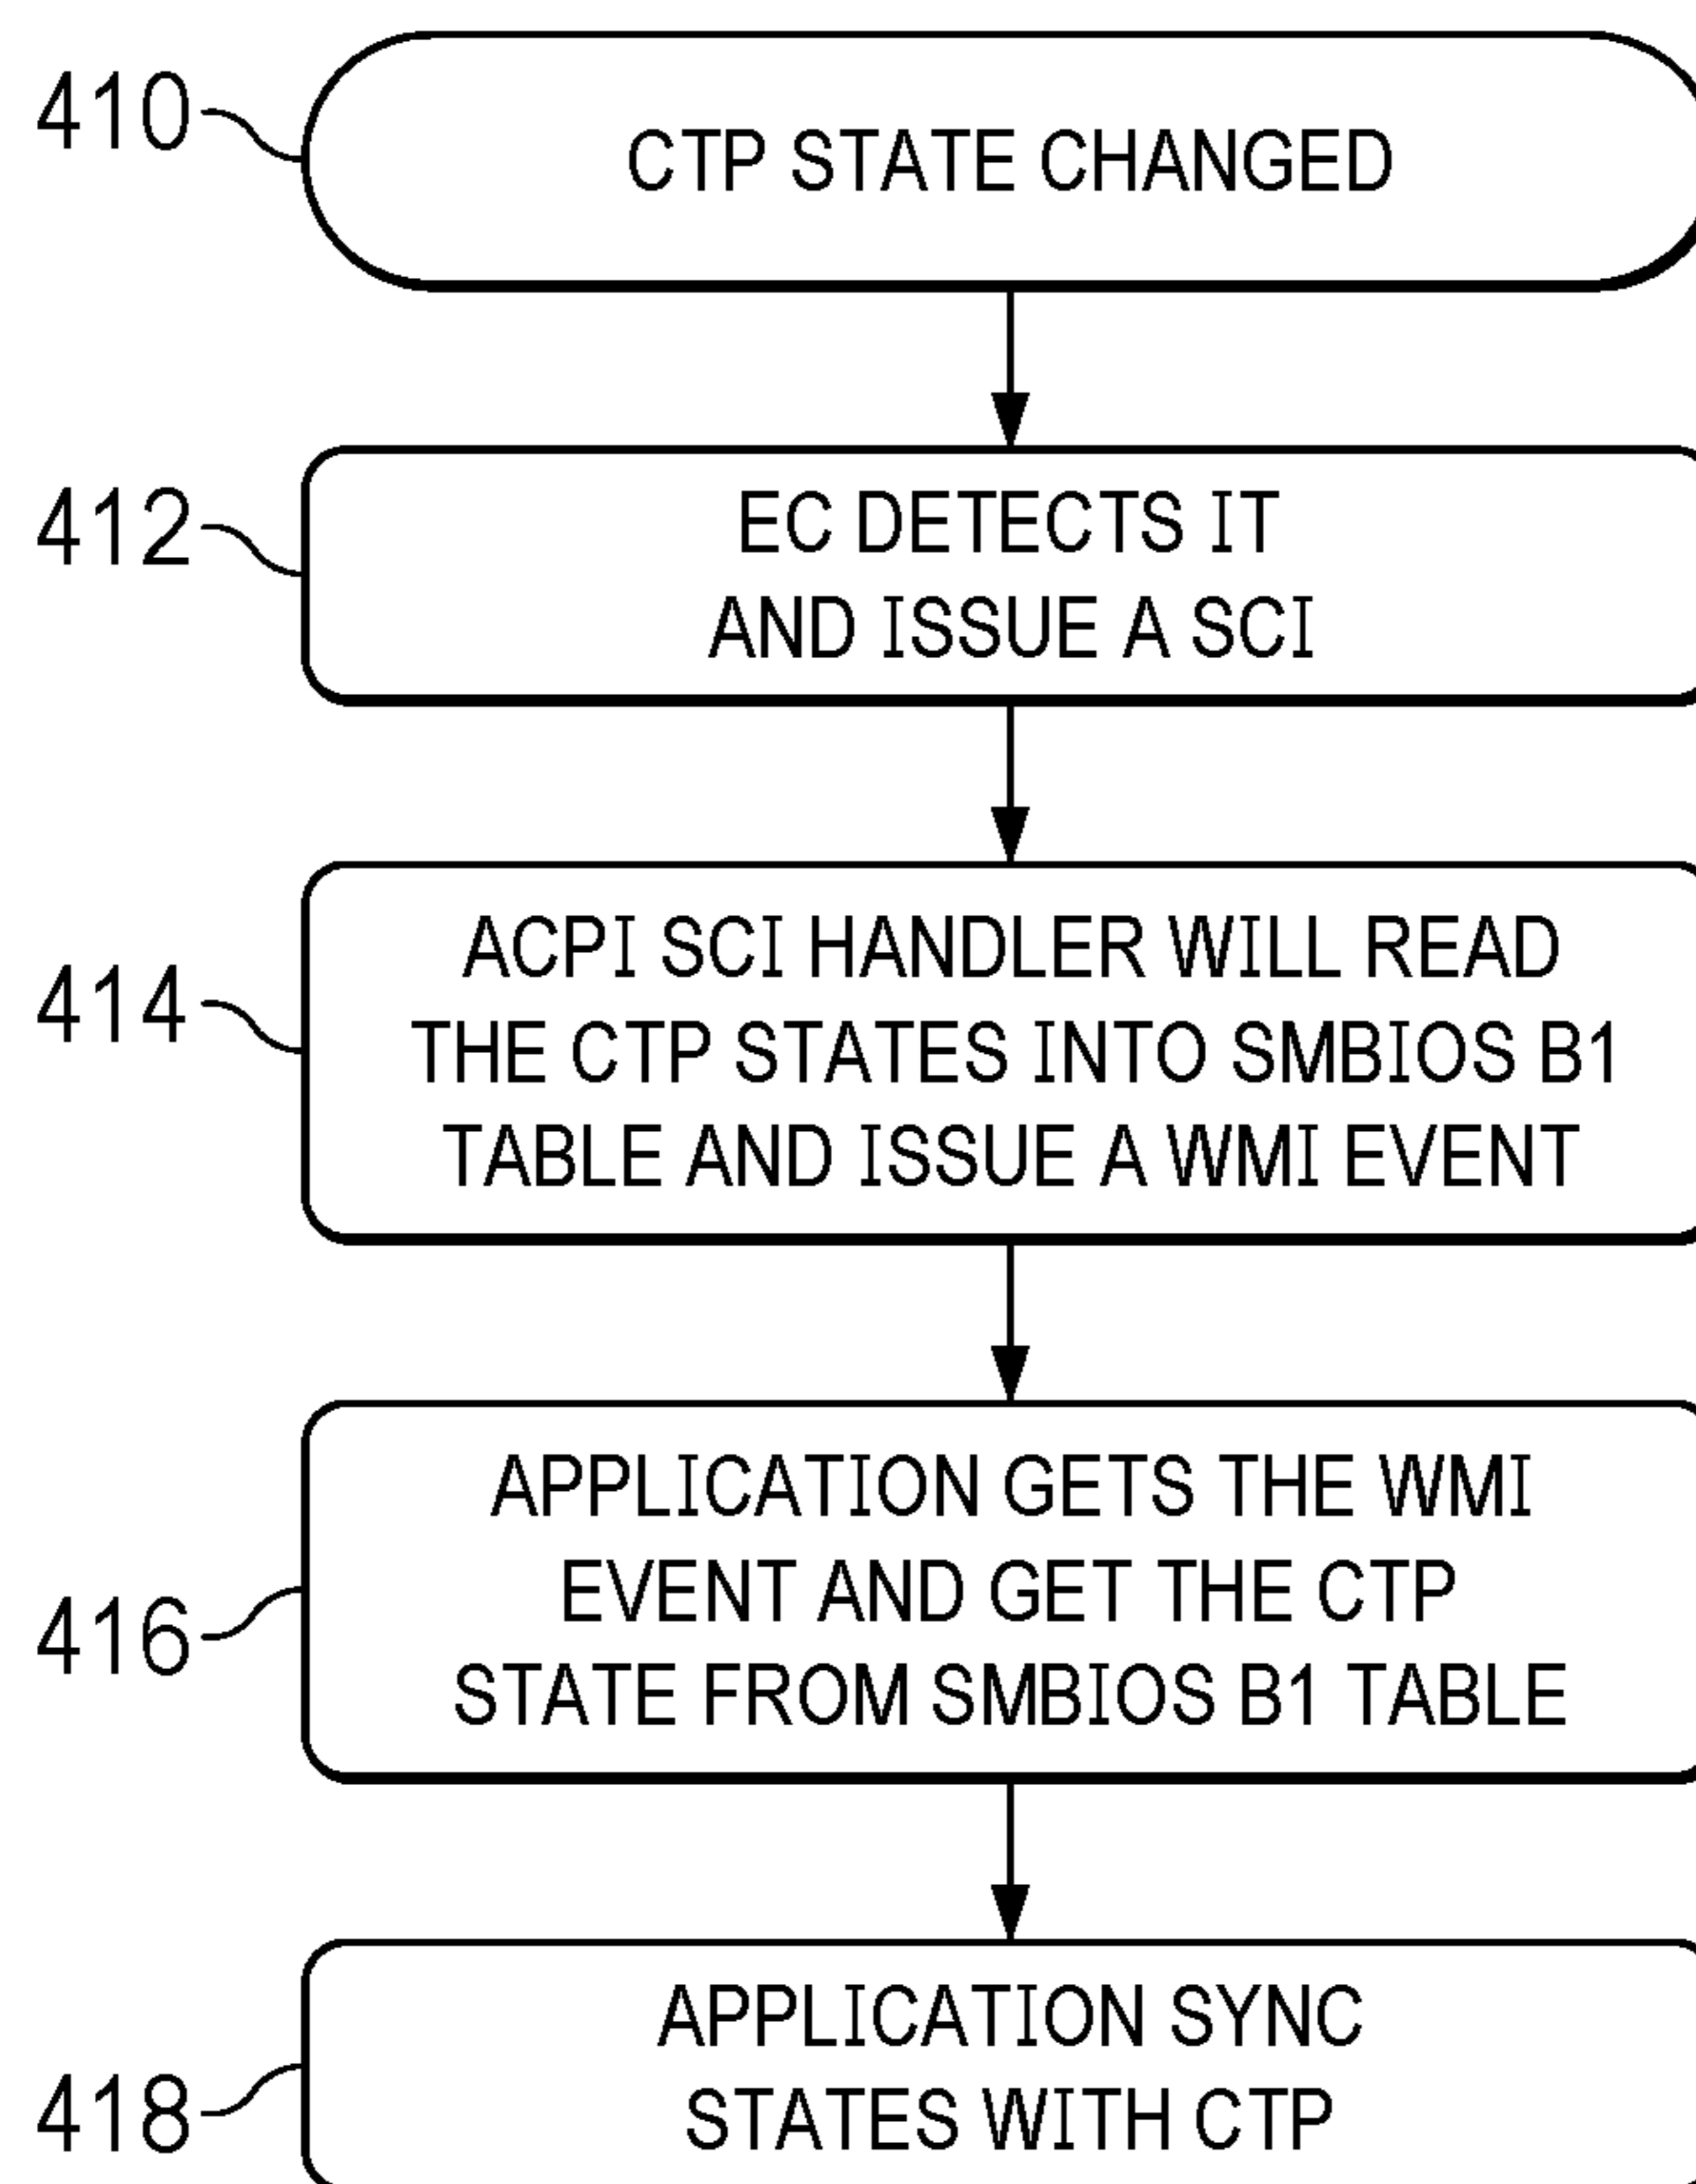 410
CTP STATE CHANGED
412
EC DETECTS IT
AND ISSUE A SCI
414
ACPI SCI HANDLER WILL READ
THE CTP STATES INTO SMBIOS B1
TABLE AND ISSUE A WMI EVENT
416
APPLICATION GETS THE WMI
EVENT AND GET THE CTP
STATE FROM SMBIOS B1 TABLE
418
APPLICATION SYNC
STATES WITH CTP